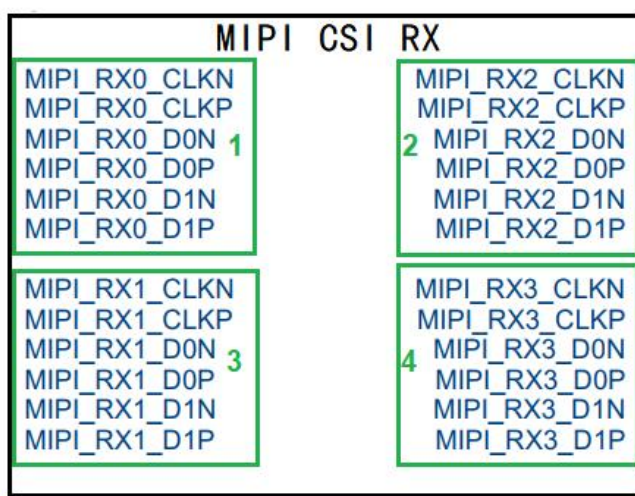 MIPI CSI RX
MIPI_RX0_CLKN
MIPI_RX0_CLKP
MIPI_RX0_D0N
MIPI_RX0_D0P
MIPI_RX0_D1N
MIPI_RX0_D1P
1
MIPI_RX2_CLKN
MIPI_RX2_CLKP
MIPI_RX2_D0N
MIPI_RX2_D0P
MIPI_RX2_D1N
MIPI_RX2_D1P
2
MIPI_RX1_CLKN
MIPI_RX1_CLKP
MIPI_RX1_D0N
MIPI_RX1_D0P
MIPI_RX1_D1N
MIPI_RX1_D1P
3
MIPI_RX3_CLKN
MIPI_RX3_CLKP
MIPI_RX3_D0N
MIPI_RX3_D0P
MIPI_RX3_D1N
MIPI_RX3_D1P
4